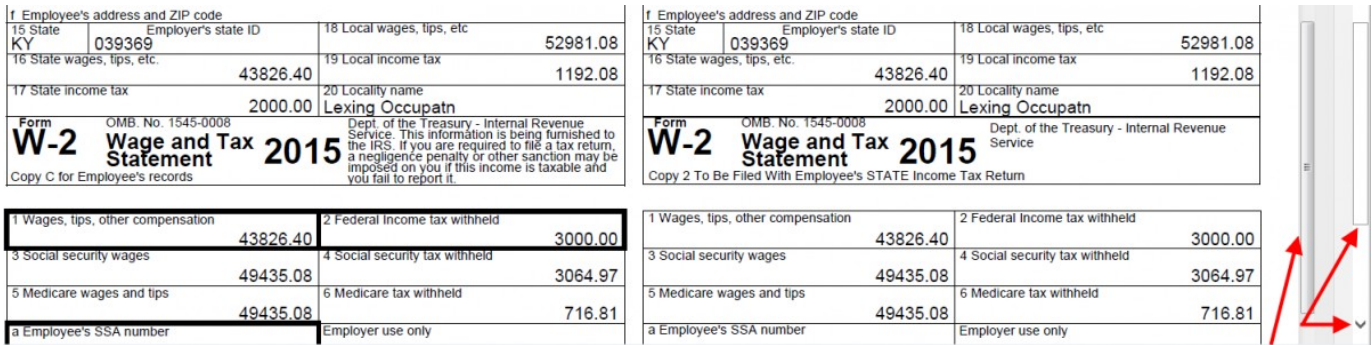 f Employee's address and ZIP code
15 State Employer's state ID 18 Local wages, tips, etc
KY 039369 52981.08
16 State wages, tips, etc. 19 Local income tax
43826.40 1192.08
17 State income tax 20 Locality name
2000.00 Lexing Occupatn
Form OMB. No. 1545-0008
W-2 Wage and Tax Statement 2015
Dept. of the Treasury - Internal Revenue
Service. This information is being furnished to
the IRS. If you are required to file a tax return,
a negligence penalty or other sanction may be
imposed on you if this income is taxable and
you fail to report it.
Copy C for Employee's records
1 Wages, tips, other compensation 2 Federal Income tax withheld
43826.40 3000.00
3 Social security wages 4 Social security tax withheld
49435.08 3064.97
5 Medicare wages and tips 6 Medicare tax withheld
49435.08 716.81
a Employee's SSA number Employer use only
f Employee's address and ZIP code
15 State Employer's state ID 18 Local wages, tips, etc
KY 039369 52981.08
16 State wages, tips, etc. 19 Local income tax
43826.40 1192.08
17 State income tax 20 Locality name
2000.00 Lexing Occupatn
Form OMB. No. 1545-0008
W-2 Wage and Tax Statement 2015
Dept. of the Treasury - Internal Revenue
Service
Copy 2 To Be Filed With Employee's STATE Income Tax Return
1 Wages, tips, other compensation 2 Federal Income tax withheld
43826.40 3000.00
3 Social security wages 4 Social security tax withheld
49435.08 3064.97
5 Medicare wages and tips 6 Medicare tax withheld
49435.08 716.81
a Employee's SSA number Employer use only